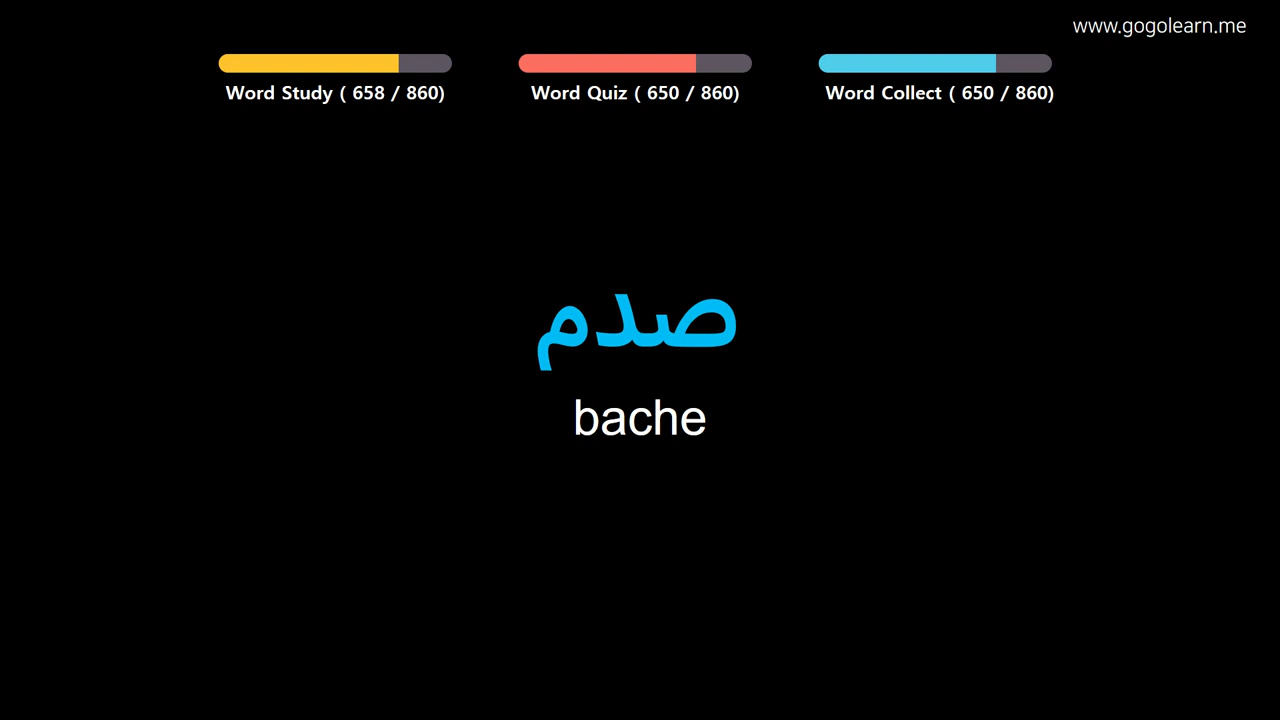 www.gogolearn.me
Word Study ( 658 / 860)
Word Quiz ( 650 / 860)
Word Collect ( 650 / 860)
صدم
bache